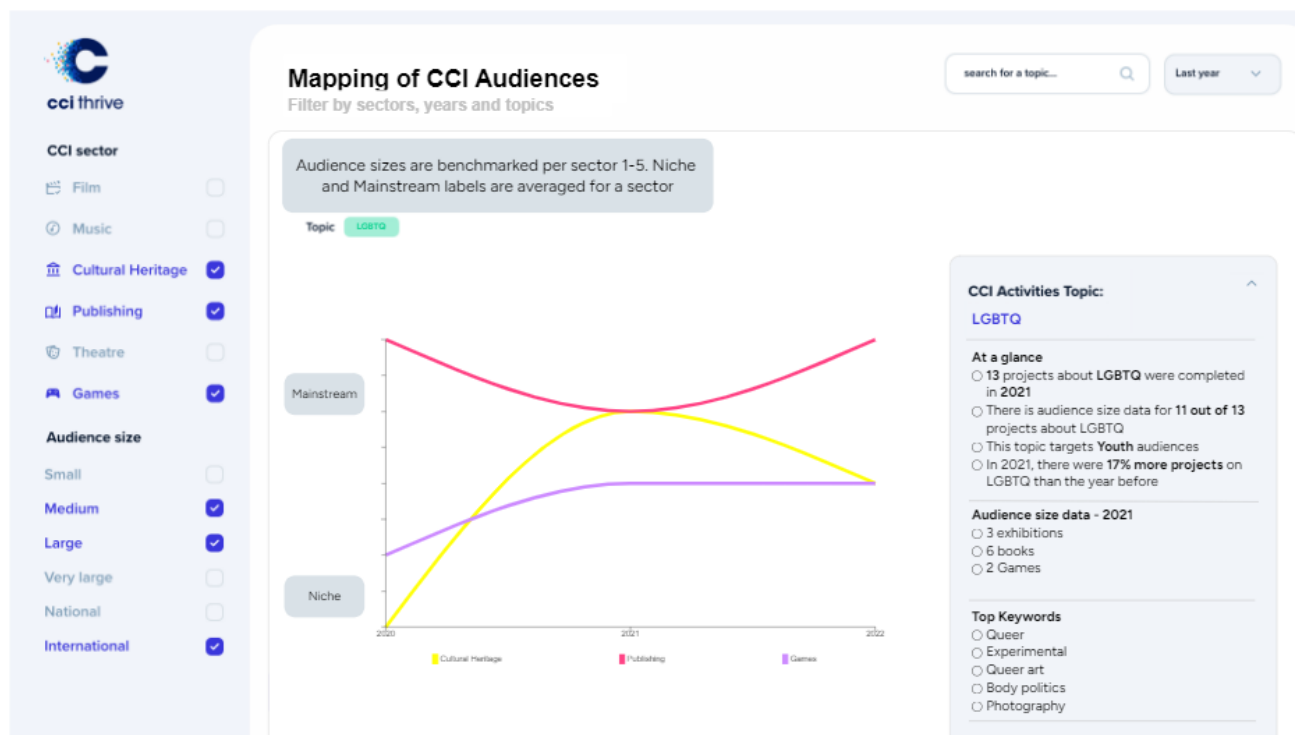 cci thrive
CCI sector
Film
Music
Cultural Heritage
Publishing
Theatre
Games
Audience size
Small
Medium
Large
Very large
National
International
Mapping of CCI Audiences
Filter by sectors, years and topics
search for a topic...
Last year
Audience sizes are benchmarked per sector 1-5. Niche
and Mainstream labels are averaged for a sector
Topic LGBTQ
Mainstream
Niche
2020 2021 2022
Cultural Heritage Publishing Games
CCI Activities Topic:
LGBTQ
At a glance
13 projects about LGBTQ were completed
in 2021
There is audience size data for 11 out of 13
projects about LGBTQ
This topic targets Youth audiences
In 2021, there were 17% more projects on
LGBTQ than the year before
Audience size data - 2021
3 exhibitions
6 books
2 Games
Top Keywords
Queer
Experimental
Queer art
Body politics
Photography